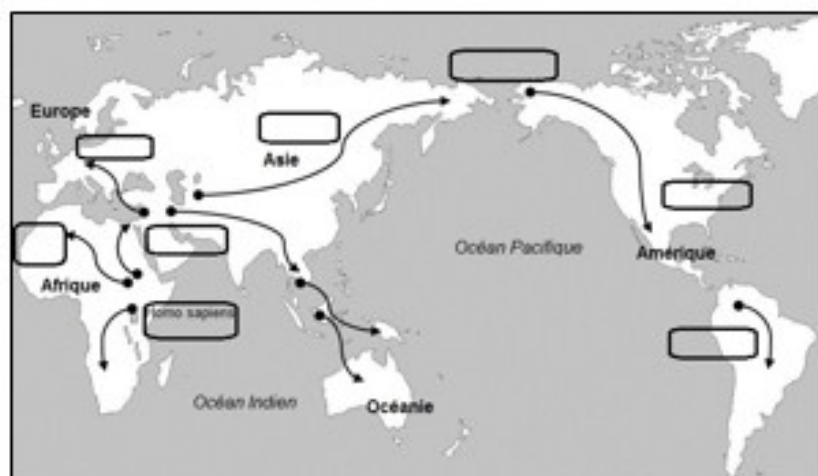 Europe
Asie
Océan Pacifique
Amérique
Afrique
Homo sapiens
Océan Indien
Océanie